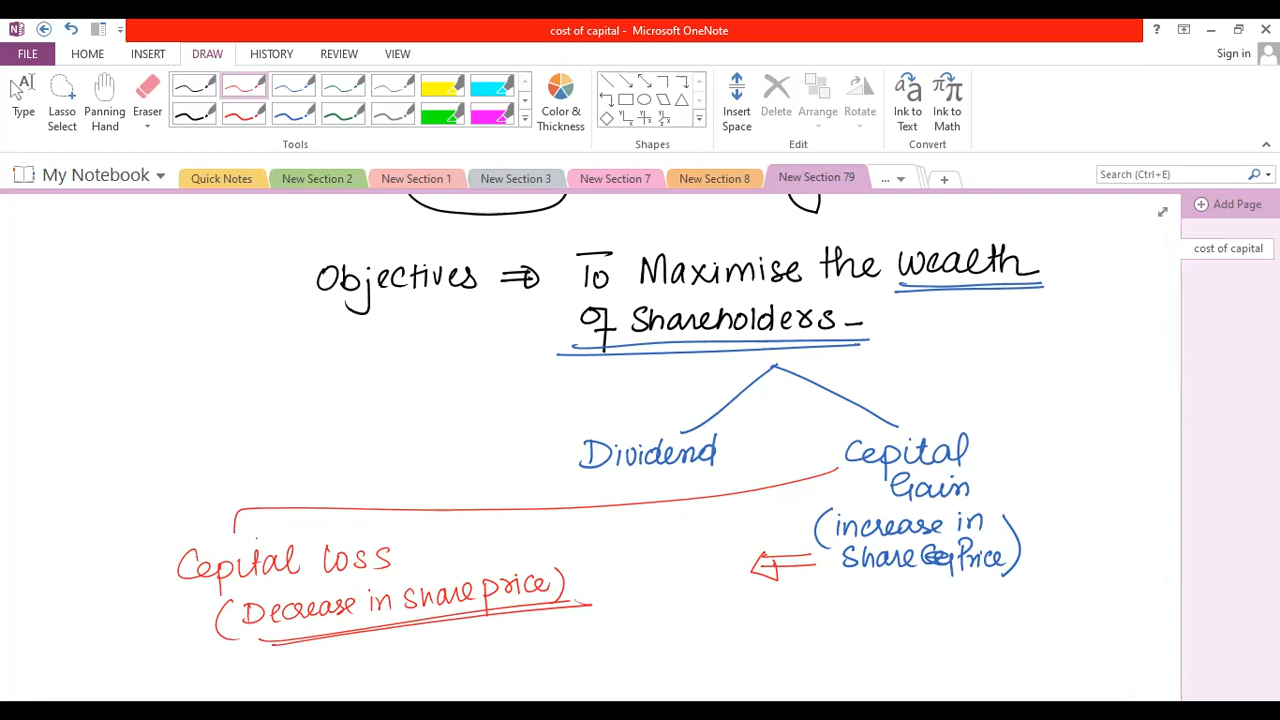 cost of capital - Microsoft OneNote
FILE HOME INSERT DRAW HISTORY REVIEW VIEW
Sign in
Type
Lasso Select
Panning Hand
Eraser
Color & Thickness
Insert Space
Delete
Arrange
Rotate
Ink to Text
Ink to Math
Tools
Shapes
Edit
Convert
My Notebook
Quick Notes
New Section 2
New Section 1
New Section 3
New Section 7
New Section 8
New Section 79
...
Search (Ctrl+E)
Add Page
cost of capital
Objectives ⇒ To Maximise the wealth
of Shareholders –
Dividend
Cepital
Gain
(increase in
Share Price)
Cepital loss
(Decrease in share price)